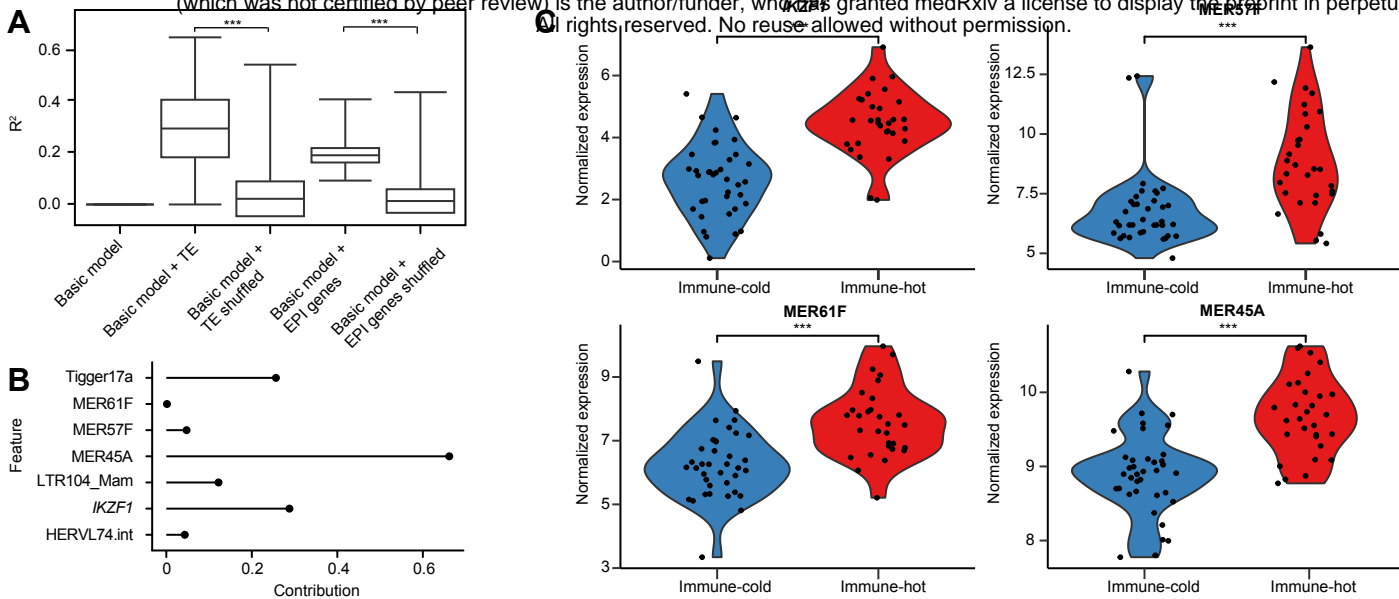 (which was not certified by peer review) is the author/funder, who has granted medRxiv a license to display the preprint in perpetu
All rights reserved. No reuse allowed without permission.
A
R²
0.6
0.4
0.2
0.0
***
***
Basic model
Basic model + TE
Basic model +
TE shuffled
Basic model +
EPI genes
Basic model +
EPI genes shuffled
B
Feature
Tigger17a
MER61F
MER57F
MER45A
LTR104_Mam
IKZF1
HERVL74.int
0
0.2
0.4
0.6
Contribution
C
IKZF1
***
Normalized expression
6
4
2
0
Immune-cold
Immune-hot
MER57F
***
Normalized expression
12.5
10
7.5
5
Immune-cold
Immune-hot
MER61F
***
Normalized expression
9
7
5
3
Immune-cold
Immune-hot
MER45A
***
Normalized expression
10
9
8
Immune-cold
Immune-hot